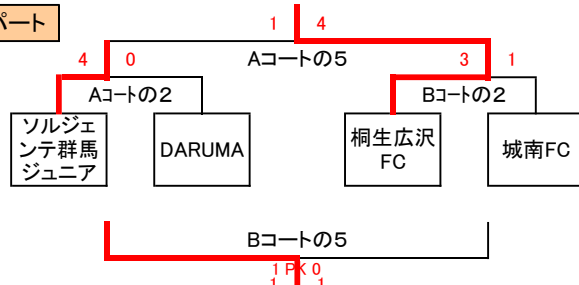 パート
1 4
Aコートの5
4 0
3 1
Aコートの2
Bコートの2
ソルジェ
ンテ群馬
ジュニア
DARUMA
桐生広沢
FC
城南FC
Bコートの5
1 PK 0
1 1